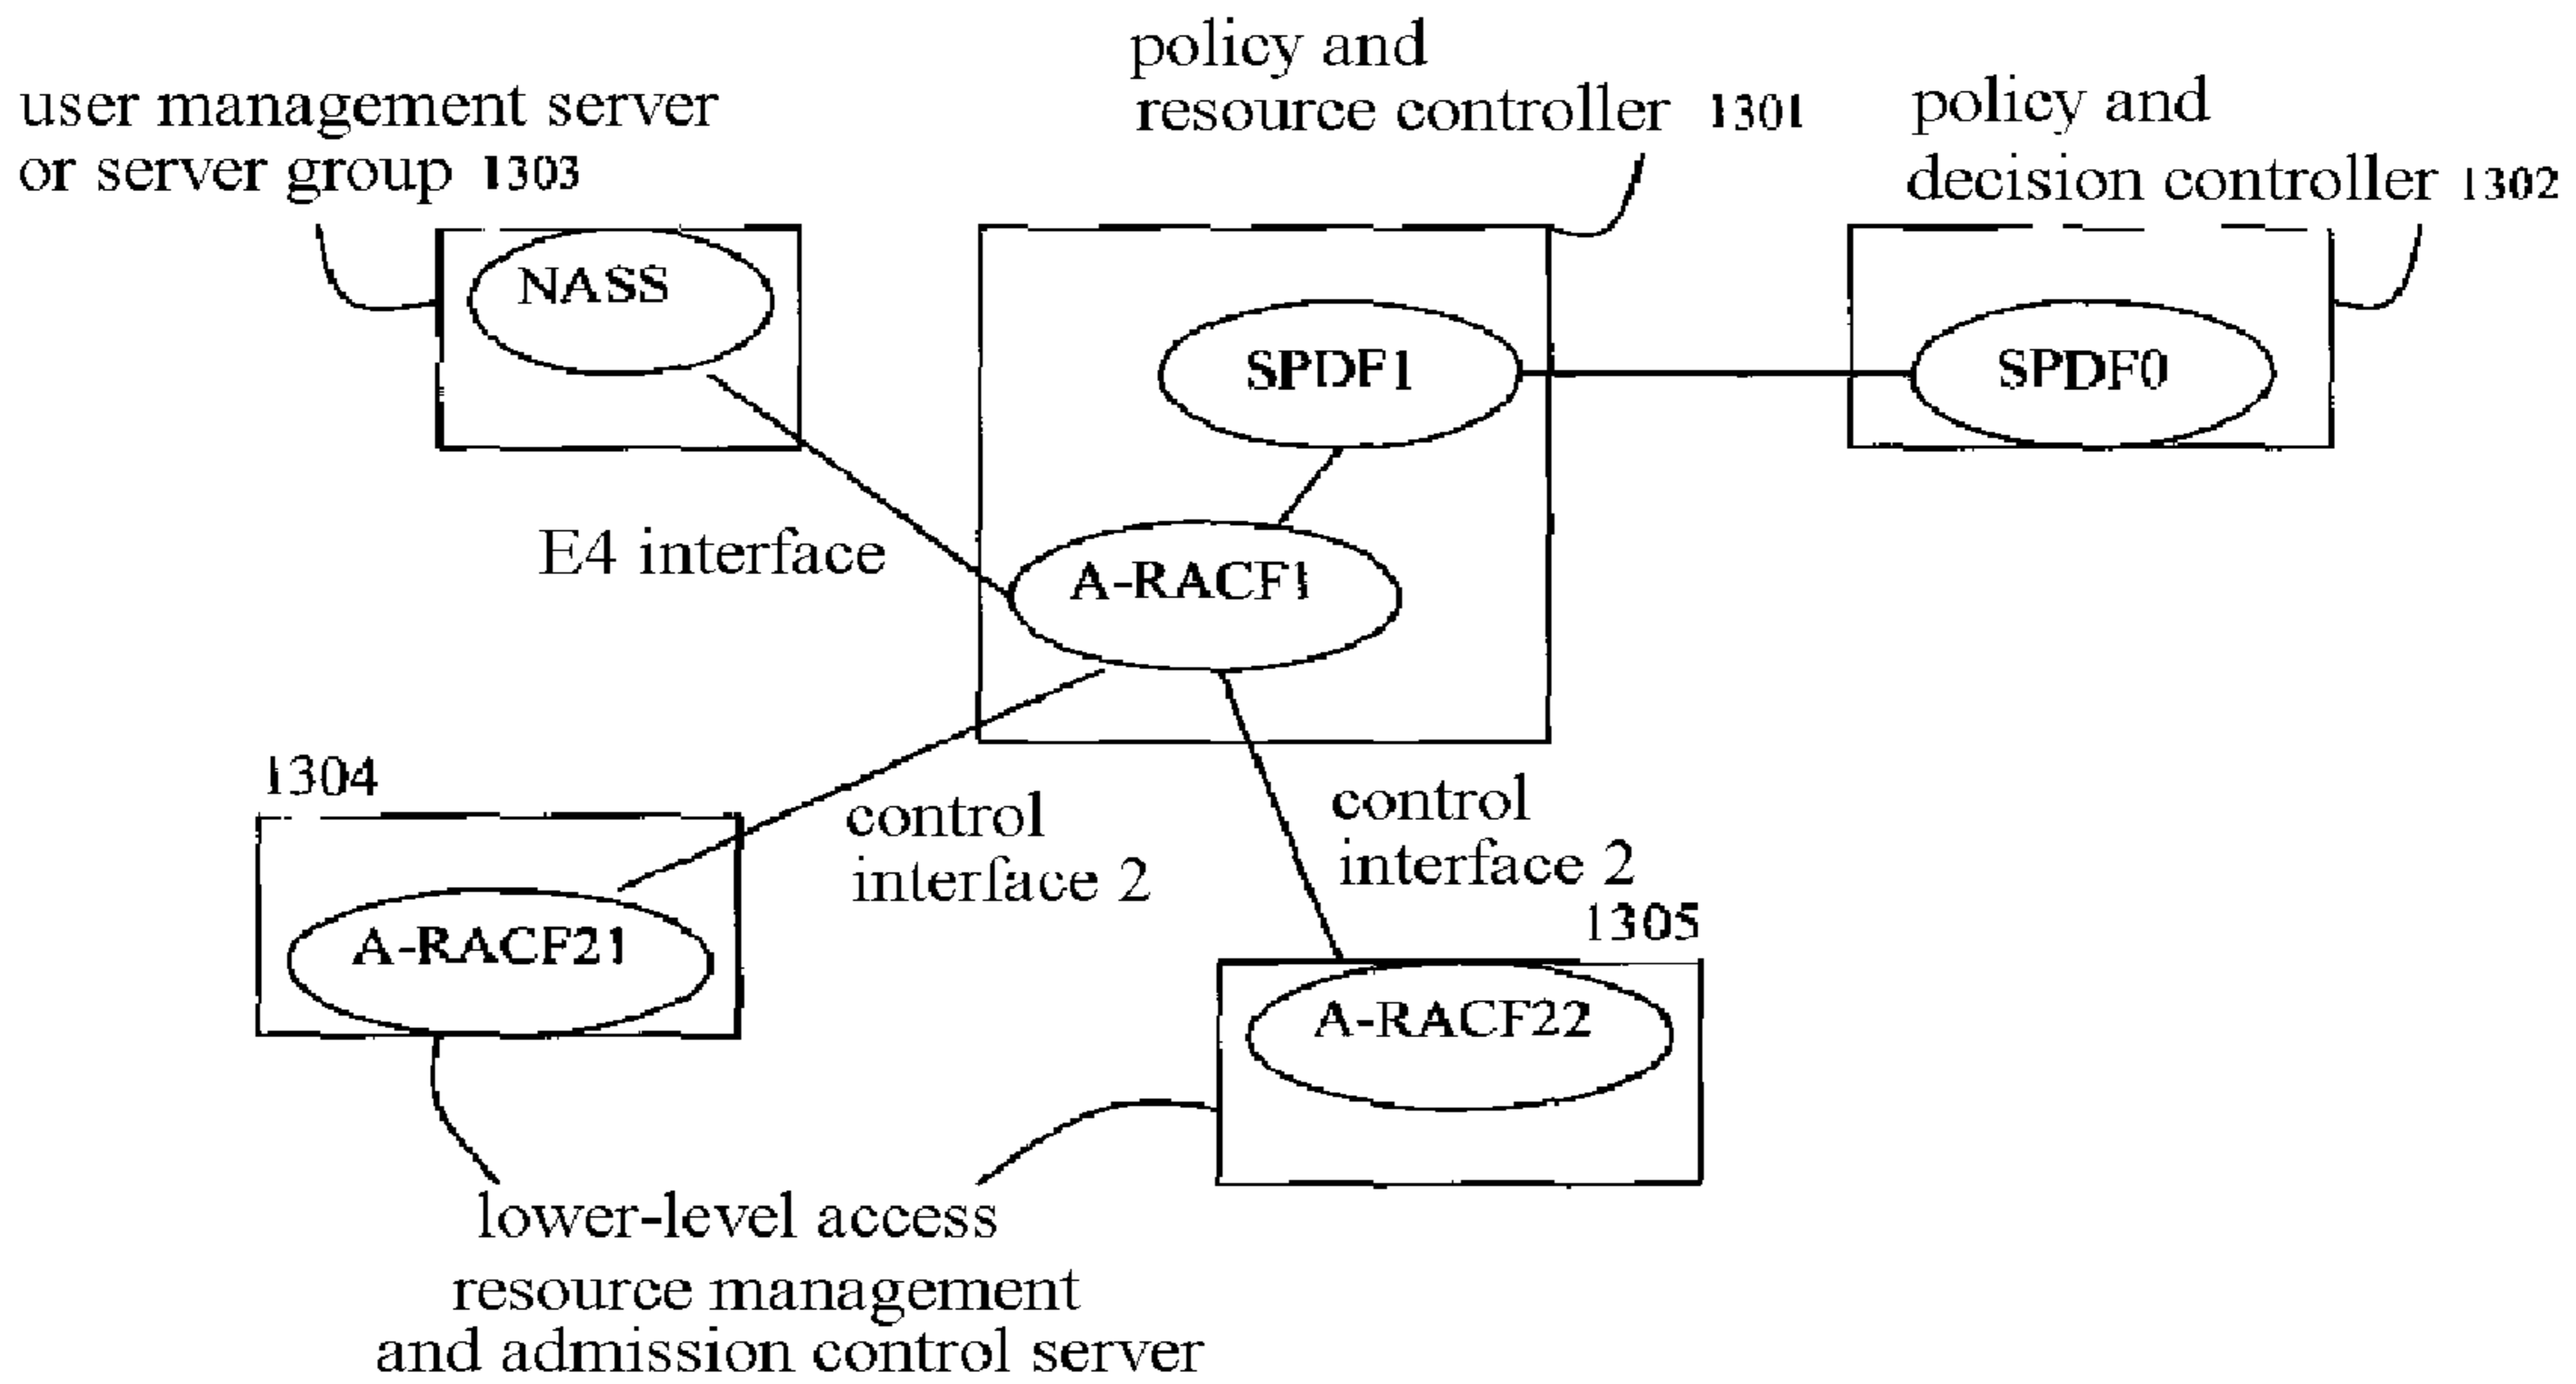 policy and
resource controller 1301
user management server
or server group 1303
policy and
decision controller 1302
NASS
SPDF1
SPDF0
E4 interface
A-RACF1
1304
control
interface 2
control
interface 2
1305
A-RACF21
A-RACF22
lower-level access
resource management
and admission control server